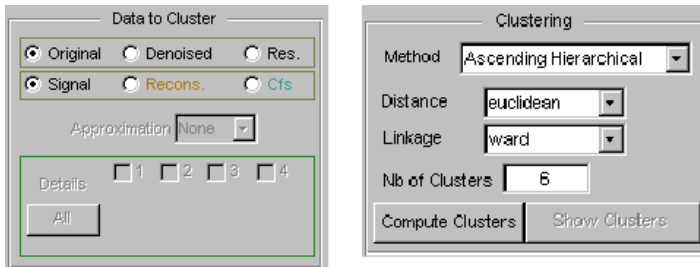 Data to Cluster
Original Denoised Res.
Signal Recons. Cfs
Approximation None
Details 1 2 3 4
All
Clustering
Method Ascending Hierarchical
Distance euclidean
Linkage ward
Nb of Clusters 6
Compute Clusters Show Clusters